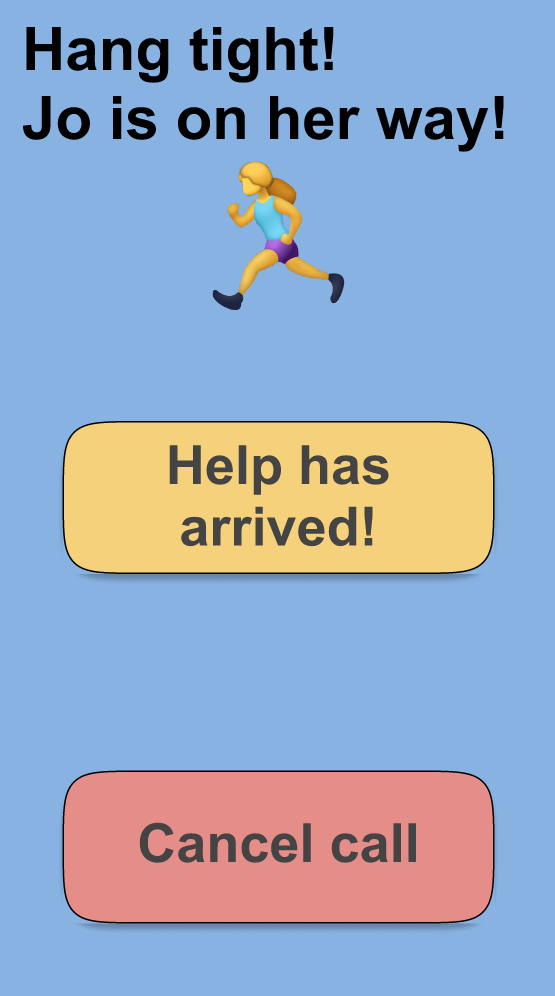 Hang tight!
Jo is on her way!
Help has
arrived!
Cancel call